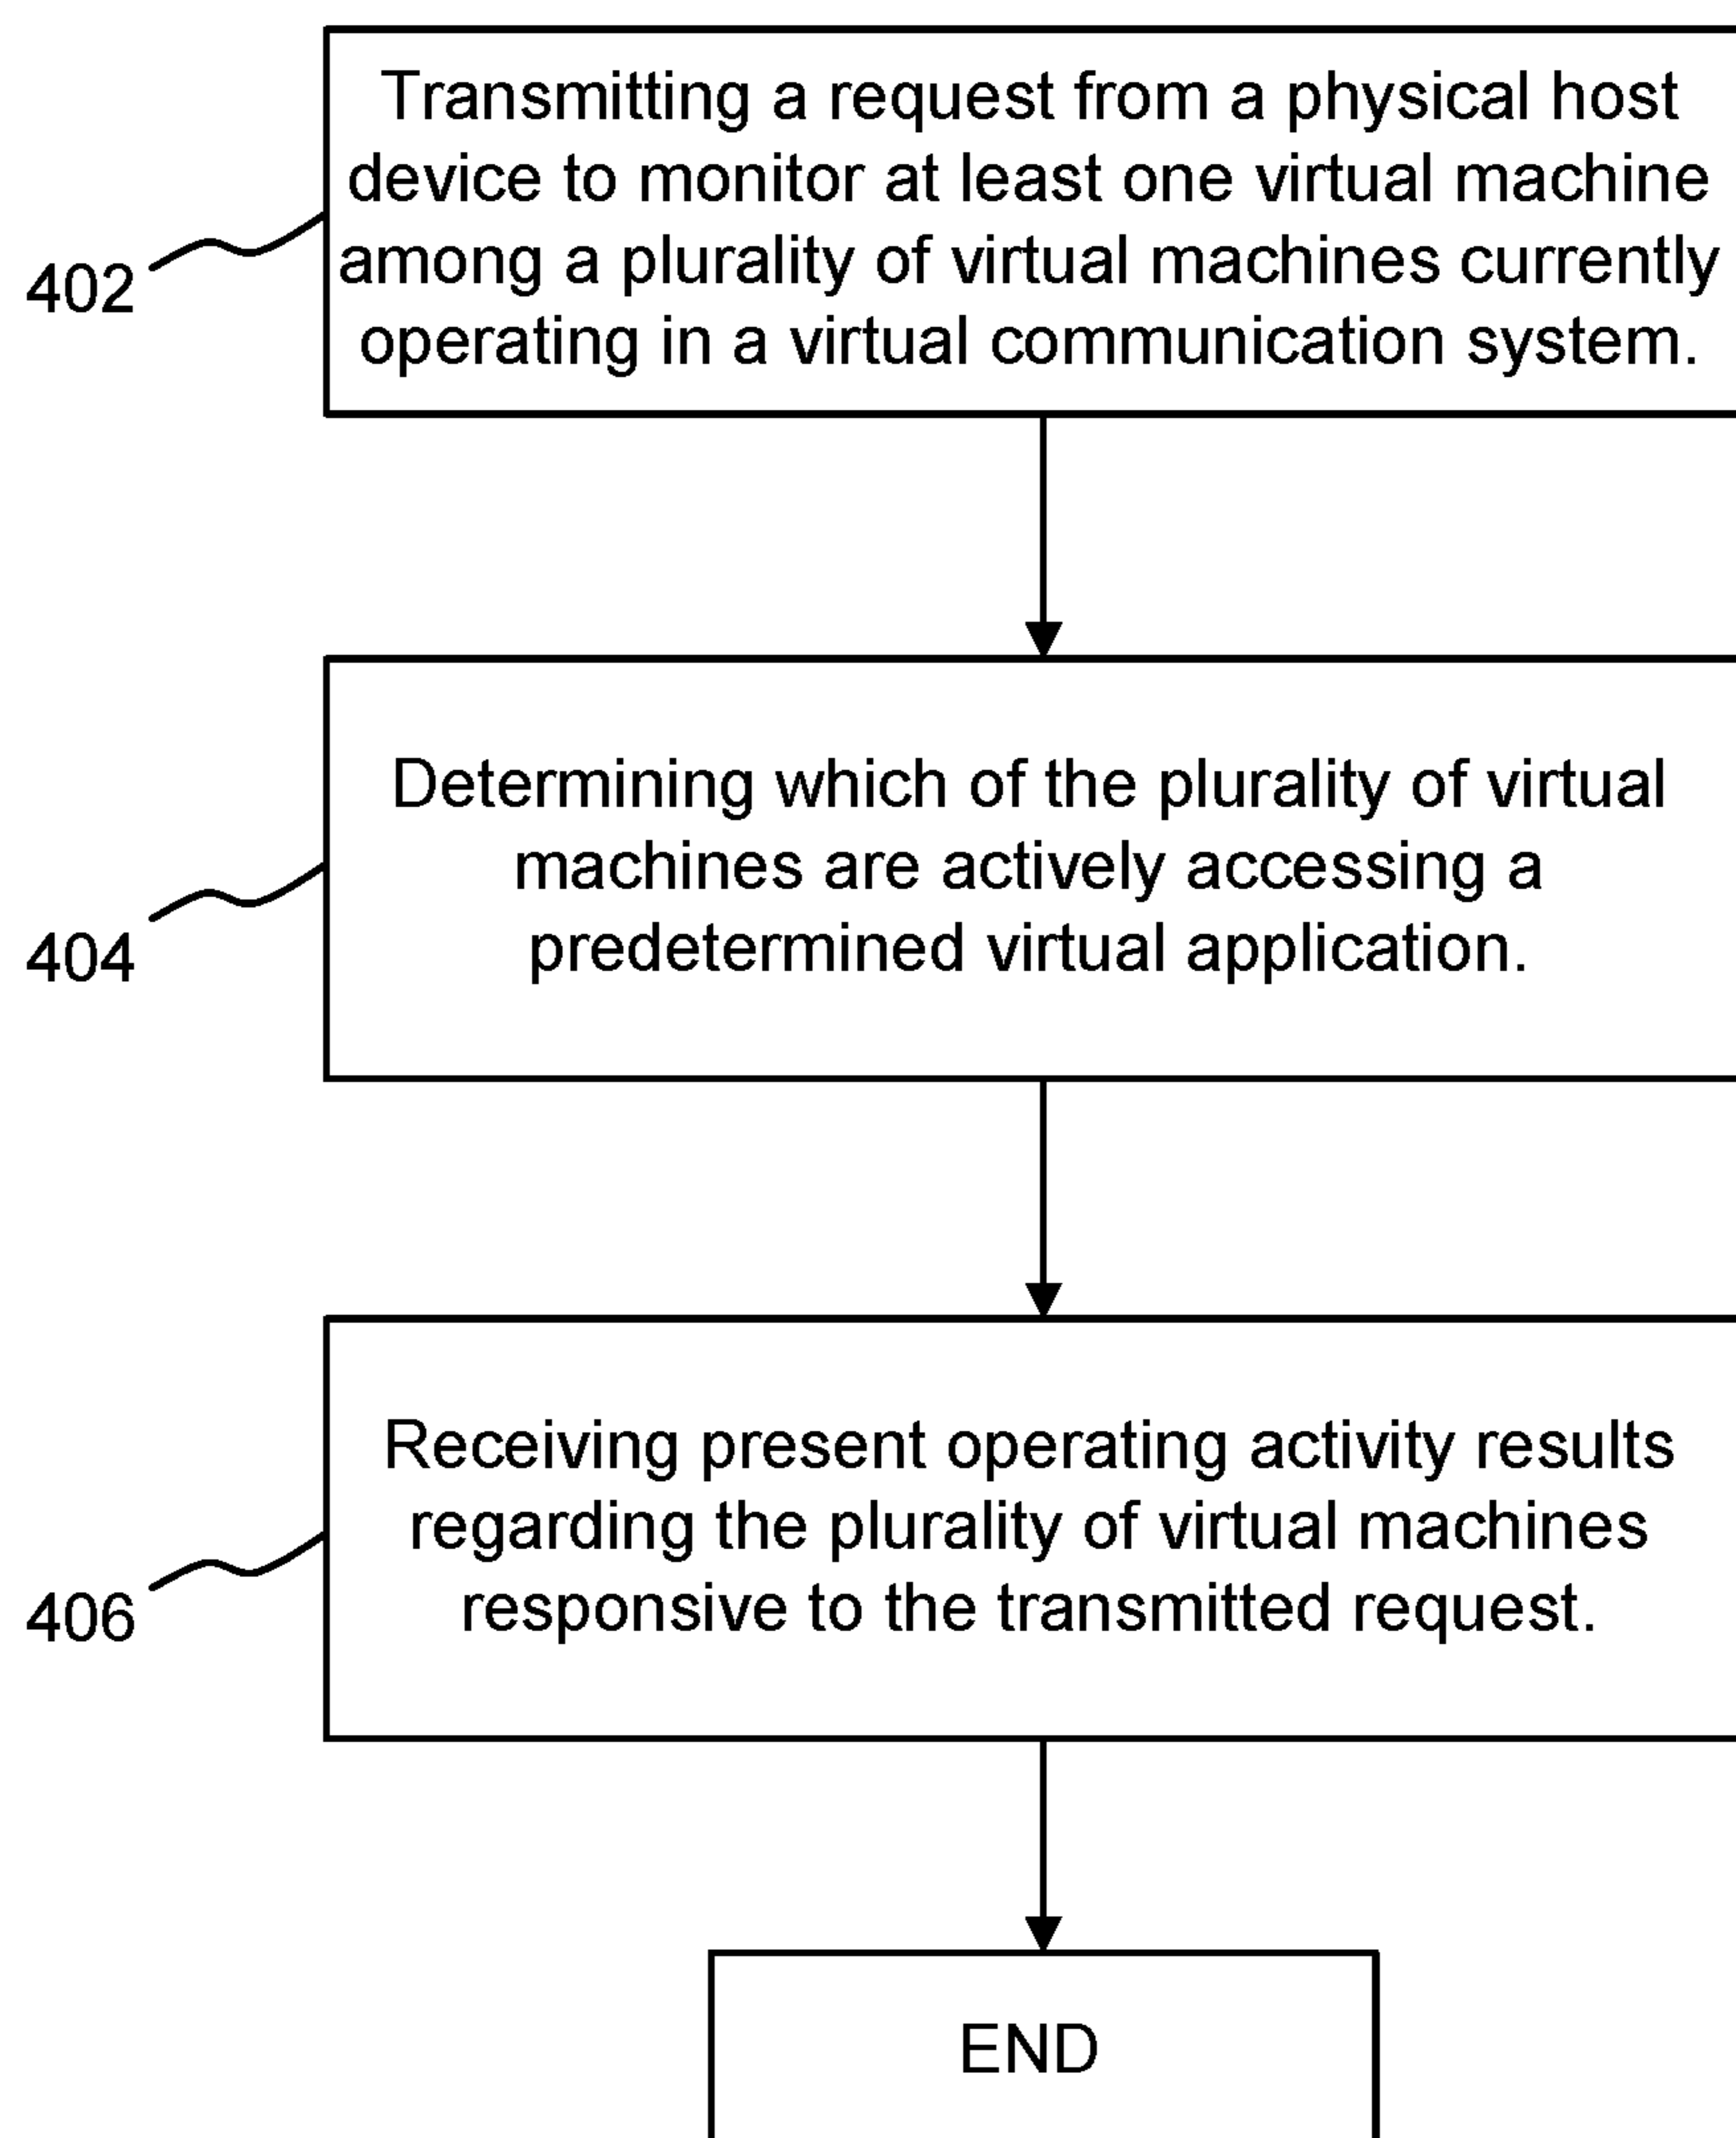 Transmitting a request from a physical host
device to monitor at least one virtual machine
among a plurality of virtual machines currently
operating in a virtual communication system.
402
Determining which of the plurality of virtual
machines are actively accessing a
predetermined virtual application.
404
Receiving present operating activity results
regarding the plurality of virtual machines
responsive to the transmitted request.
406
END